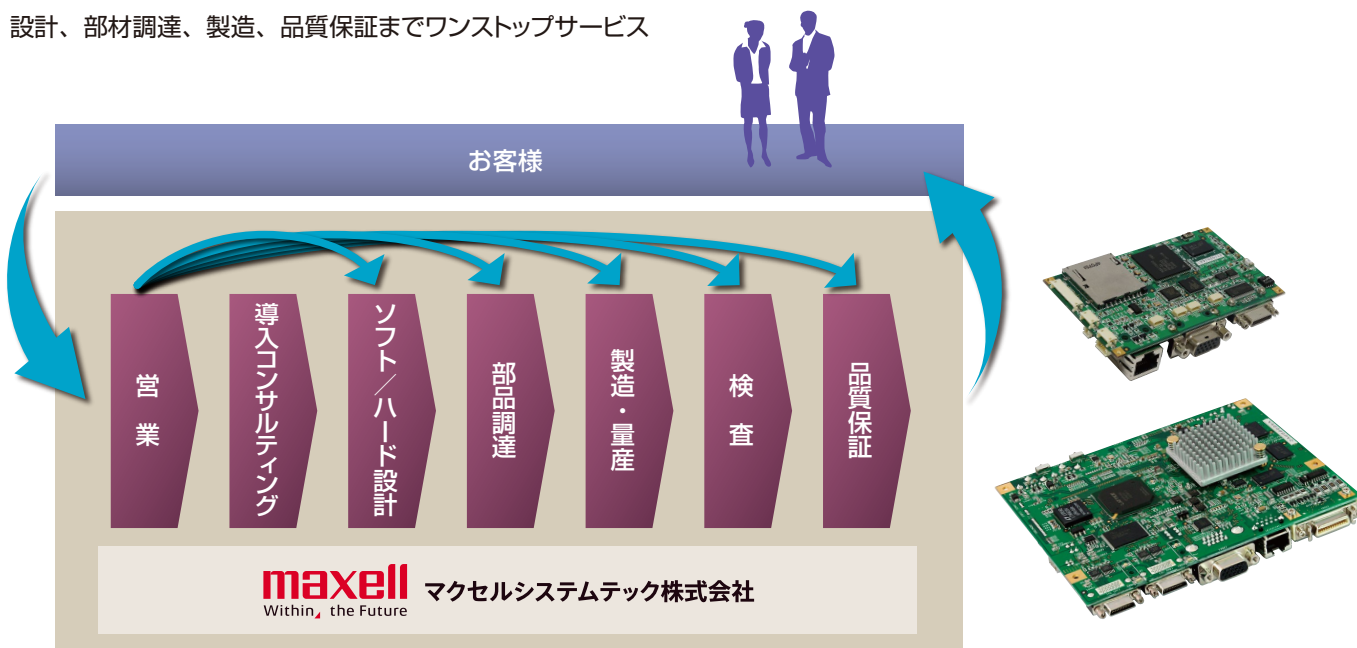 設計、部材調達、製造、品質保証までワンストップサービス
お客様
営業
導入コンサルティング
ソフト／ハード設計
部品調達
製造・量産
検査
品質保証
maxell
Within, the Future
マクセルシステムテック株式会社